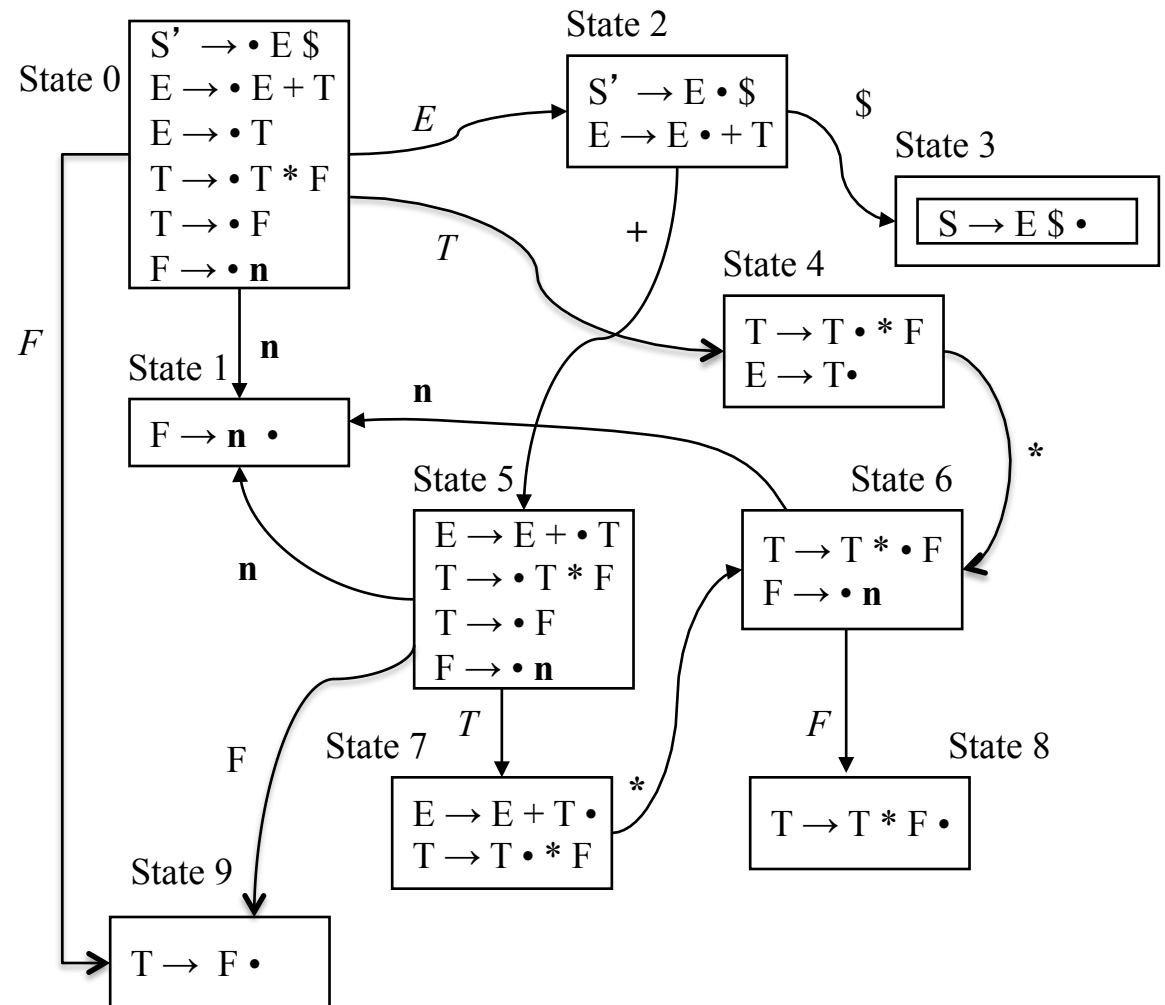 State 0
S’ → • E $
E → • E + T
E → • T
T → • T * F
T → • F
F → • n
E
State 2
S’ → E • $
E → E • + T
$
State 3
S → E $ •
T
+
State 4
T → T • * F
E → T•
*
F
n
State 1
F → n •
n
n
State 5
E → E + • T
T → • T * F
T → • F
F → • n
State 6
T → T * • F
F → • n
F
T
State 7
E → E + T •
T → T • * F
*
F
State 8
T → T * F •
State 9
T → F •